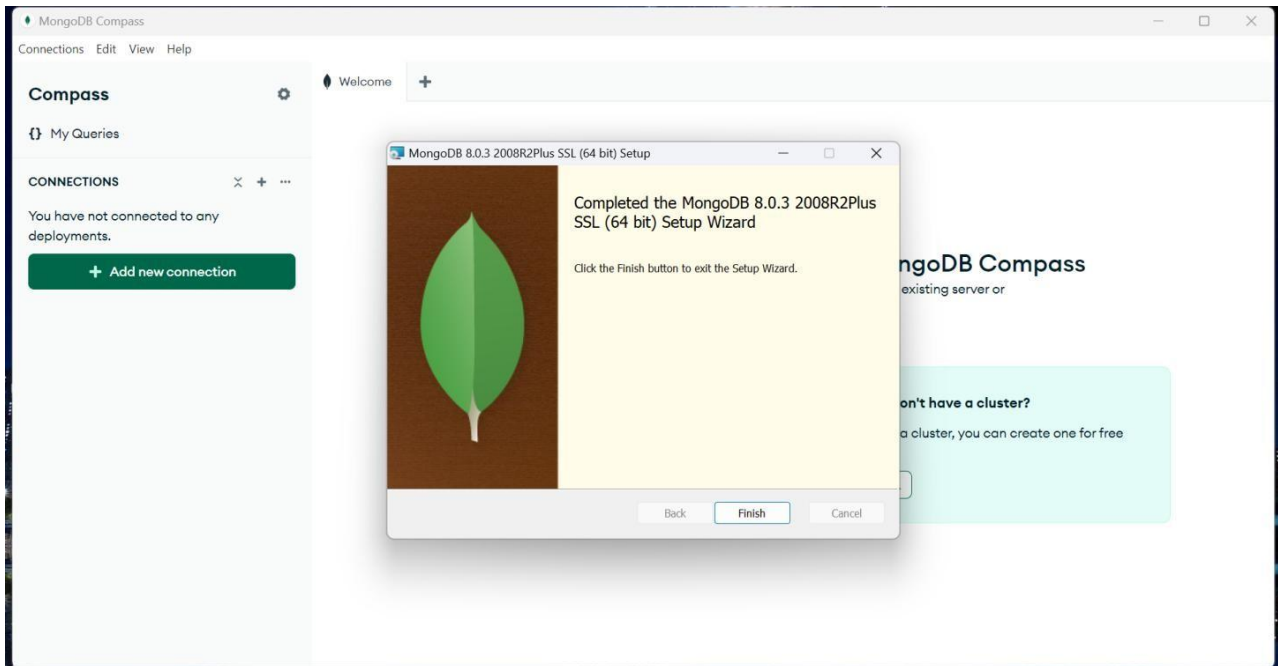 MongoDB Compass
Connections Edit View Help
Compass
{} My Queries
CONNECTIONS
You have not connected to any
deployments.
+ Add new connection
Welcome +
MongoDB 8.0.3 2008R2Plus SSL (64 bit) Setup
Completed the MongoDB 8.0.3 2008R2Plus
SSL (64 bit) Setup Wizard
Click the Finish button to exit the Setup Wizard.
Back Finish Cancel
ngoDB Compass
existing server or
on't have a cluster?
a cluster, you can create one for free